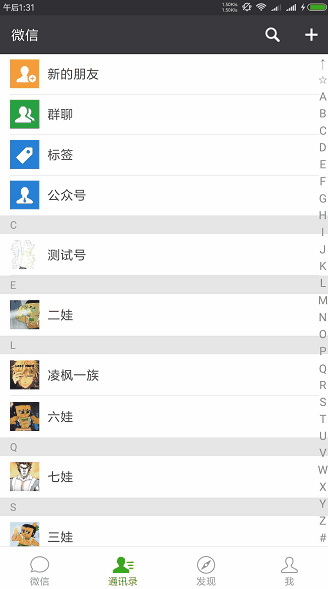 午后1:31
1.50K/s
1.50K/s
微信
新的朋友
群聊
标签
公众号
C
测试号
E
二娃
L
凌枫一族
六娃
Q
七娃
S
三娃
↑
☆
A
B
C
D
E
F
G
H
I
J
K
L
M
N
O
P
Q
R
S
T
U
V
W
X
Y
Z
#
微信
通讯录
发现
我